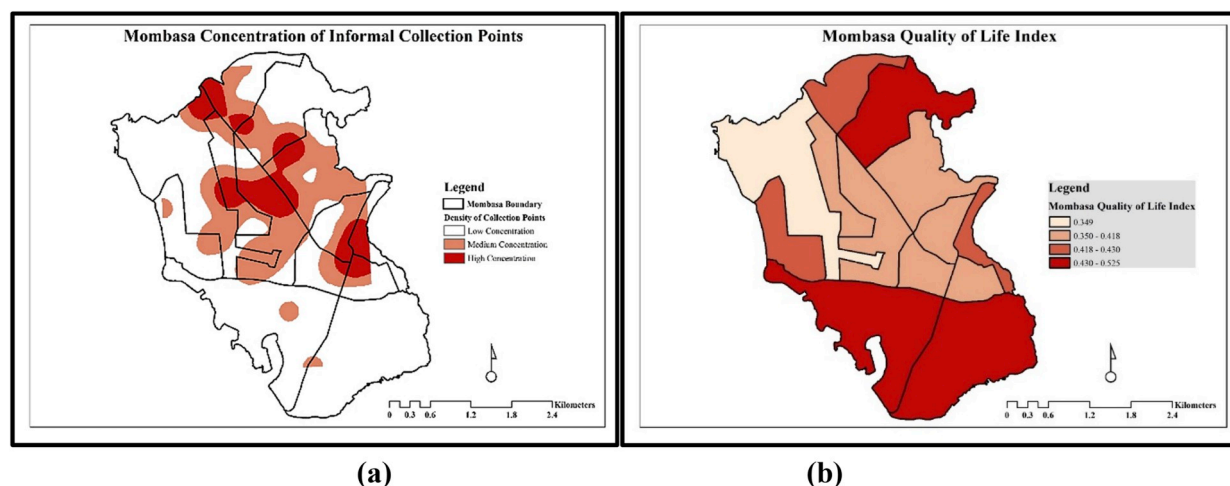 Mombasa Concentration of Informal Collection Points
Legend
Mombasa Boundary
Density of Collection Points
Low Concentration
Medium Concentration
High Concentration
Kilometers
0 0.3 0.6 1.2 1.8 2.4
(a)
Mombasa Quality of Life Index
Legend
Mombasa Quality of Life Index
0.349
0.350 - 0.418
0.418 - 0.430
0.430 - 0.525
Kilometers
0 0.3 0.6 1.2 1.8 2.4
(b)